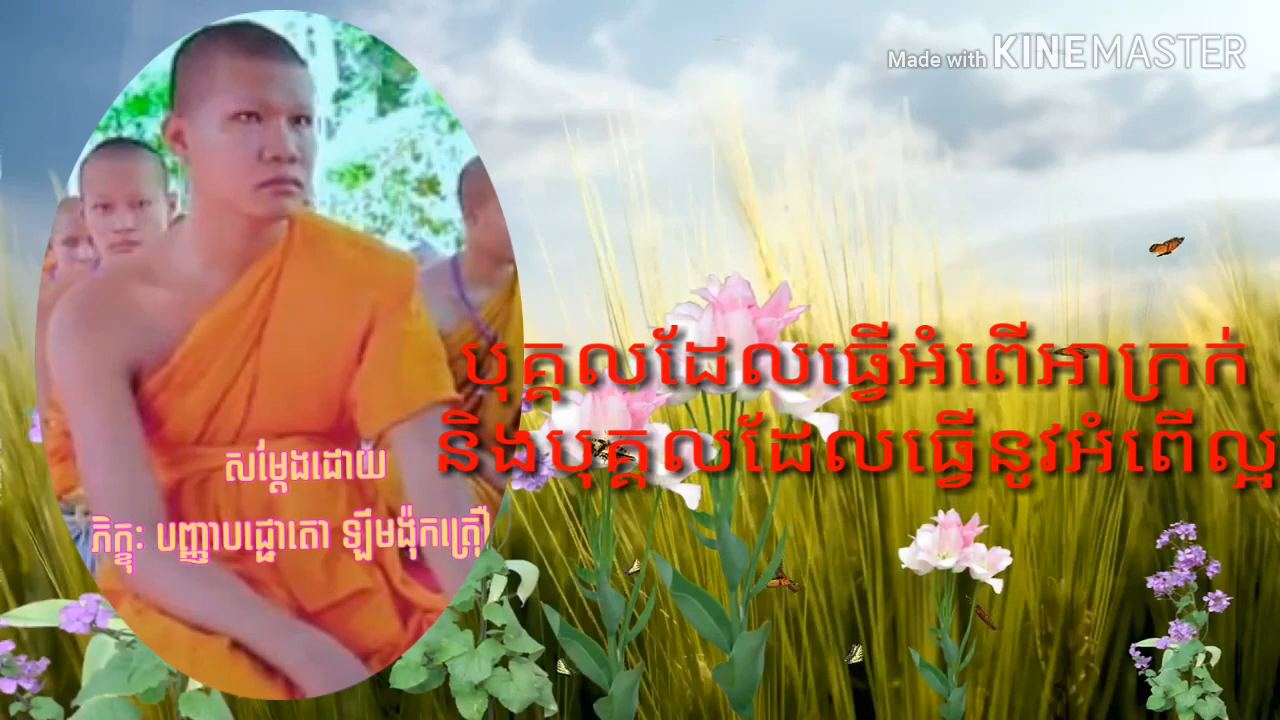 Made with KINEMASTER
បុគ្គលដែលធ្វើអំពើអាក្រក់
និងបុគ្គលដែលធ្វើនូវអំពើល្អ
សម្ដែងដោយ
ភិក្ខុ: បញ្ញាបជ្ជោតោ ឡឹមង៉ុកត្រ៊ឺ